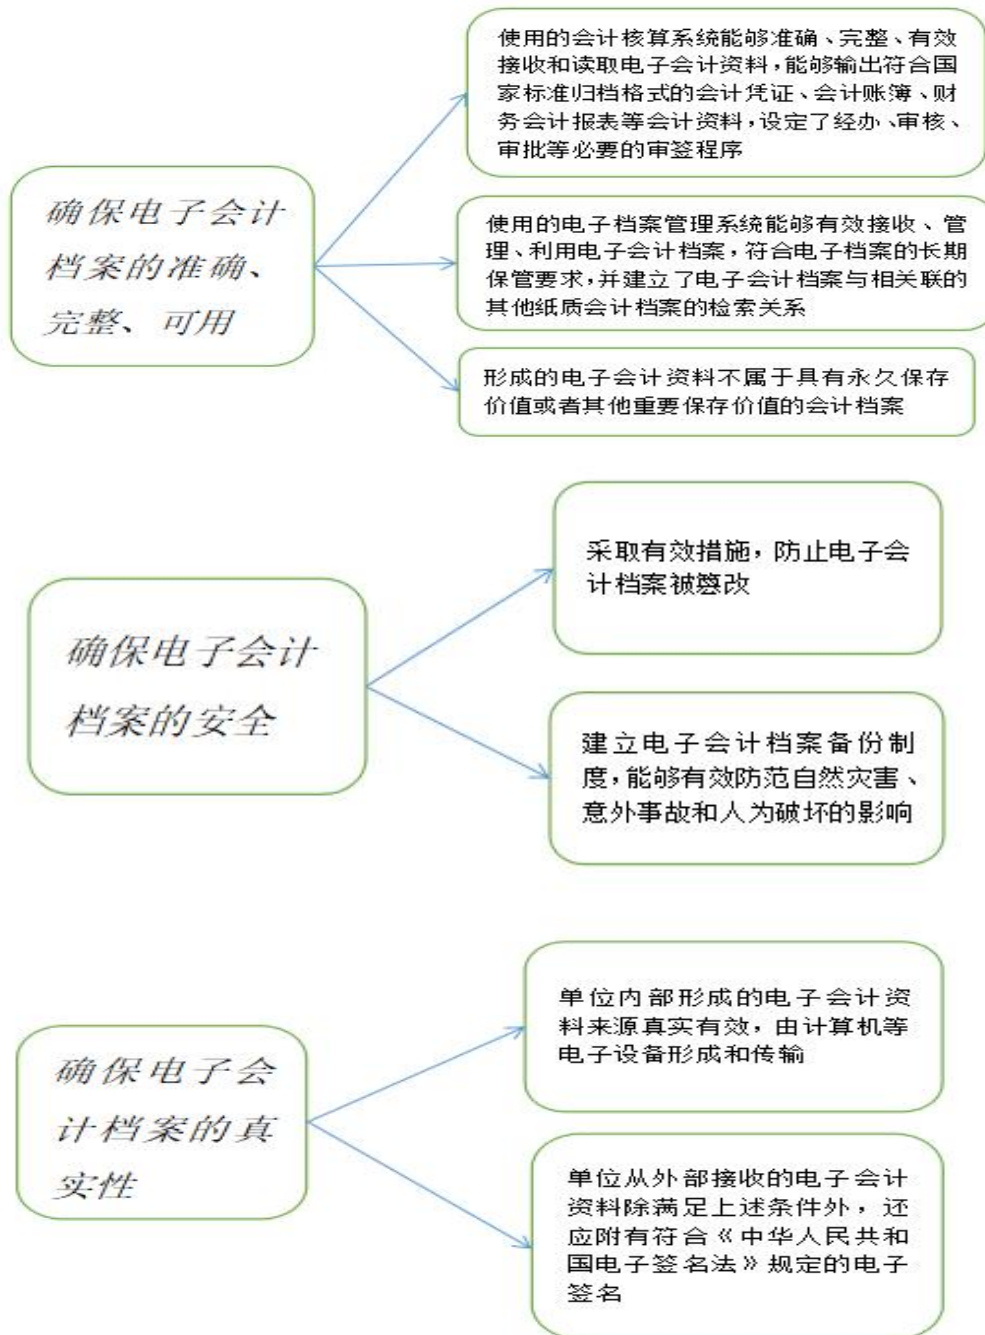 确保电子会计
档案的准确、
完整、可用
使用的会计核算系统能够准确、完整、有效
接收和读取电子会计资料，能够输出符合国
家标准归档格式的会计凭证、会计账簿、财
务会计报表等会计资料，设定了经办、审核、
审批等必要的审签程序
使用的电子档案管理系统能够有效接收、管
理、利用电子会计档案，符合电子档案的长期
保管要求，并建立了电子会计档案与相关联的
其他纸质会计档案的检索关系
形成的电子会计资料不属于具有永久保存
价值或者其他重要保存价值的会计档案
确保电子会计
档案的安全
采取有效措施，防止电子会
计档案被篡改
建立电子会计档案备份制
度，能够有效防范自然灾害、
意外事故和人为破坏的影响
确保电子会
计档案的真
实性
单位内部形成的电子会计资
料来源真实有效，由计算机等
电子设备形成和传输
单位从外部接收的电子会计
资料除满足上述条件外，还
应附有符合《中华人民共和
国电子签名法》规定的电子
签名